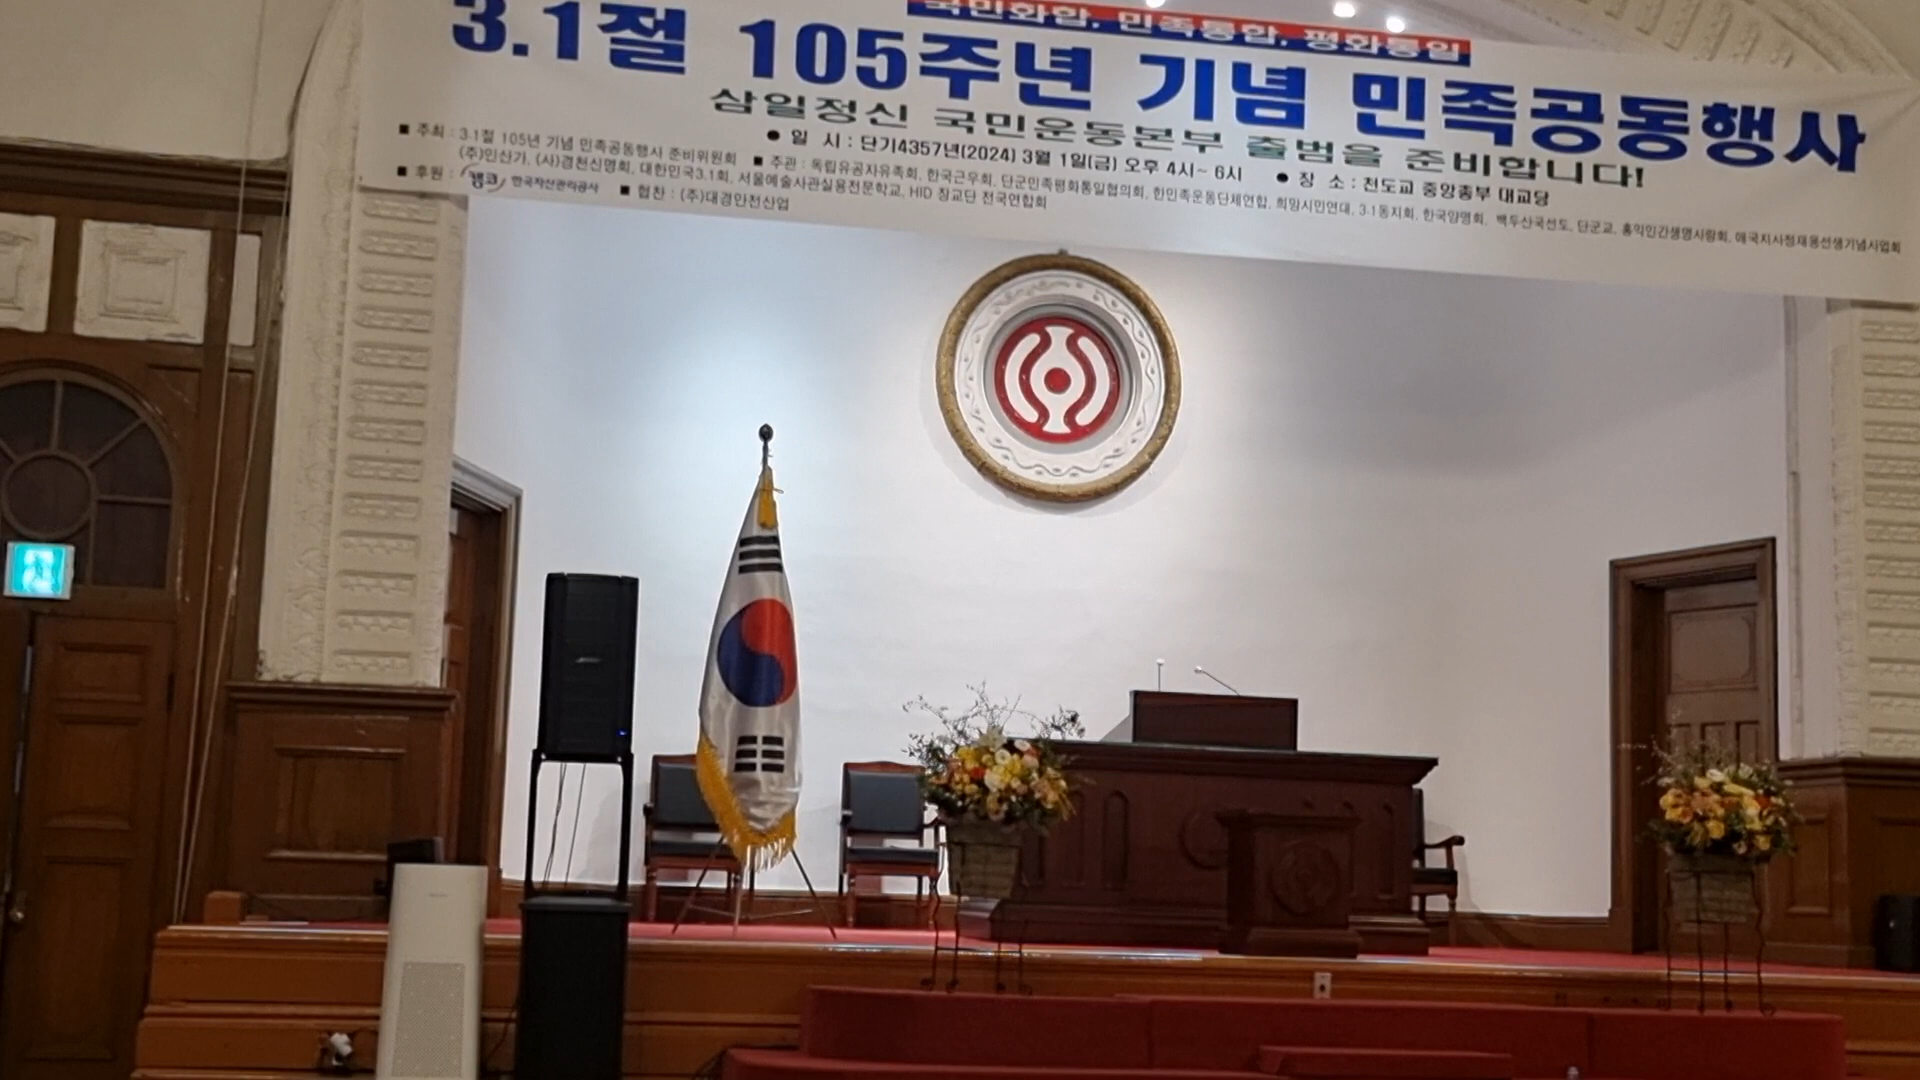 국민화합, 민족통합, 평화통일
3.1절 105주년 기념 민족공동행사
삼일정신 국민운동본부 출범을 준비합니다!
● 일 시 : 단기4357년(2024) 3월 1일(금) 오후 4시~ 6시 ● 장 소 : 천도교 중앙총부 대교당
■ 주최 : 3.1절 105년 기념 민족공동행사 준비위원회 ■ 주관 : 독립유공자유족회, 한국근우회, 단군민족평화통일협의회, 한민족운동단체연합, 희망시민연대, 3.1동지회, 한국양명회, 백두산국선도, 단군교, 홍익인간생명사랑회, 애국지사정재용선생기념사업회
(주)인산가, (사)경천신명회, 대한민국3.1회, 서울예술사관실용전문학교, HID 장교단 전국연합회
■ 후원 : 캠코 한국자산관리공사 ■ 협찬 : (주)대경안전산업